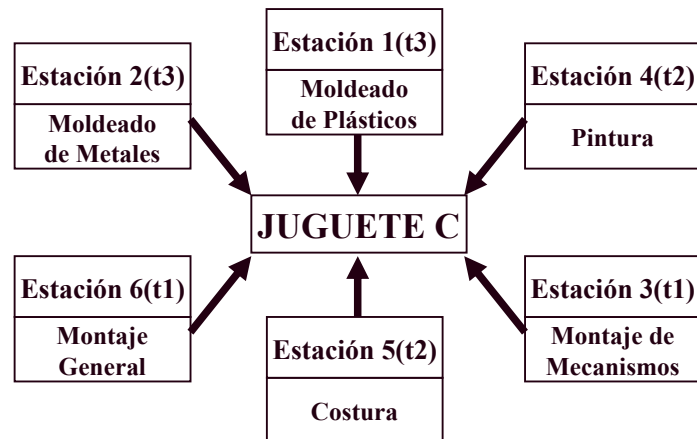 Estación 1(t3)
Moldeado
de Plásticos
Estación 2(t3)
Moldeado
de Metales
Estación 4(t2)
Pintura
JUGUETE C
Estación 6(t1)
Montaje
General
Estación 5(t2)
Costura
Estación 3(t1)
Montaje de
Mecanismos